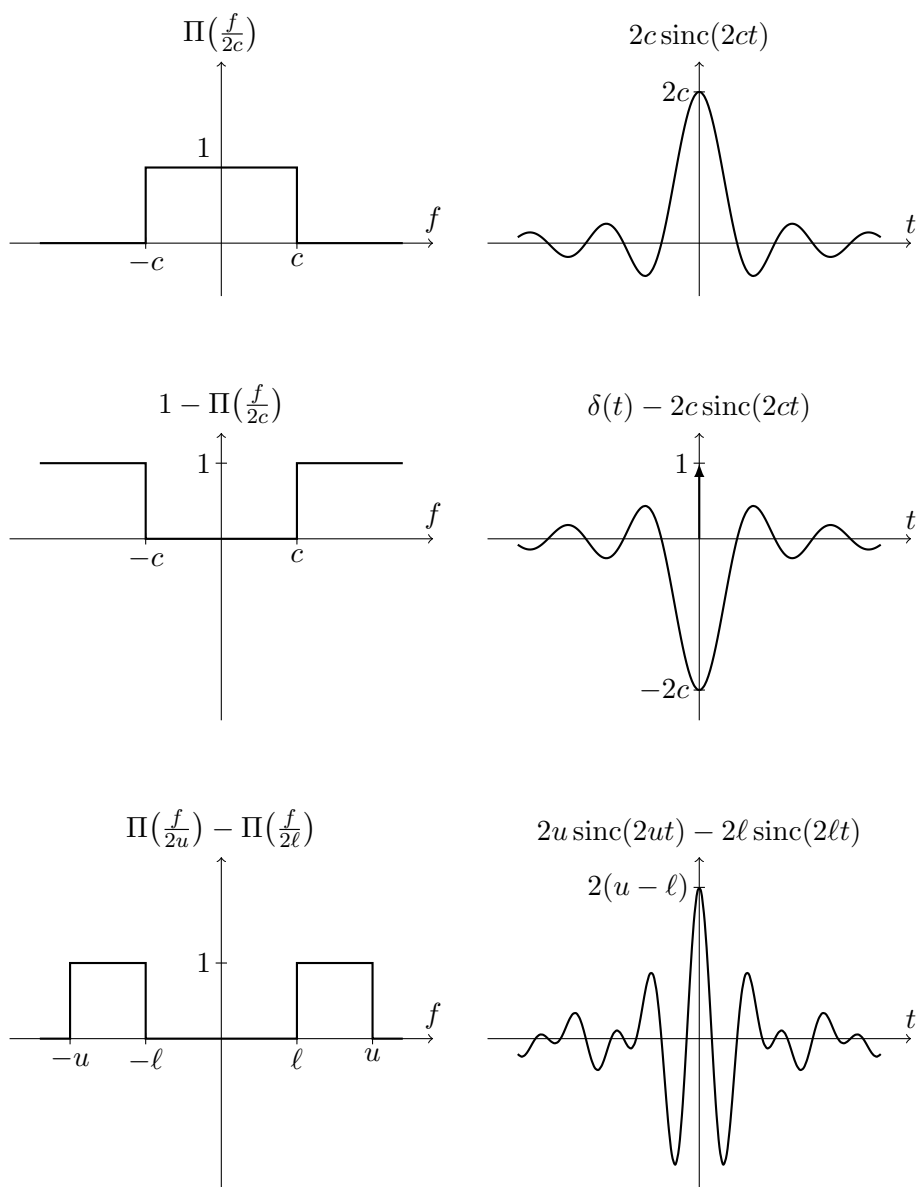 Π(f/2c)
1
f
−c
c
2c sinc(2ct)
2c
t
1 − Π(f/2c)
1
f
−c
c
δ(t) − 2c sinc(2ct)
1
t
−2c
Π(f/2u) − Π(f/2ℓ)
1
f
−u
−ℓ
ℓ
u
2u sinc(2ut) − 2ℓ sinc(2ℓt)
2(u − ℓ)
t